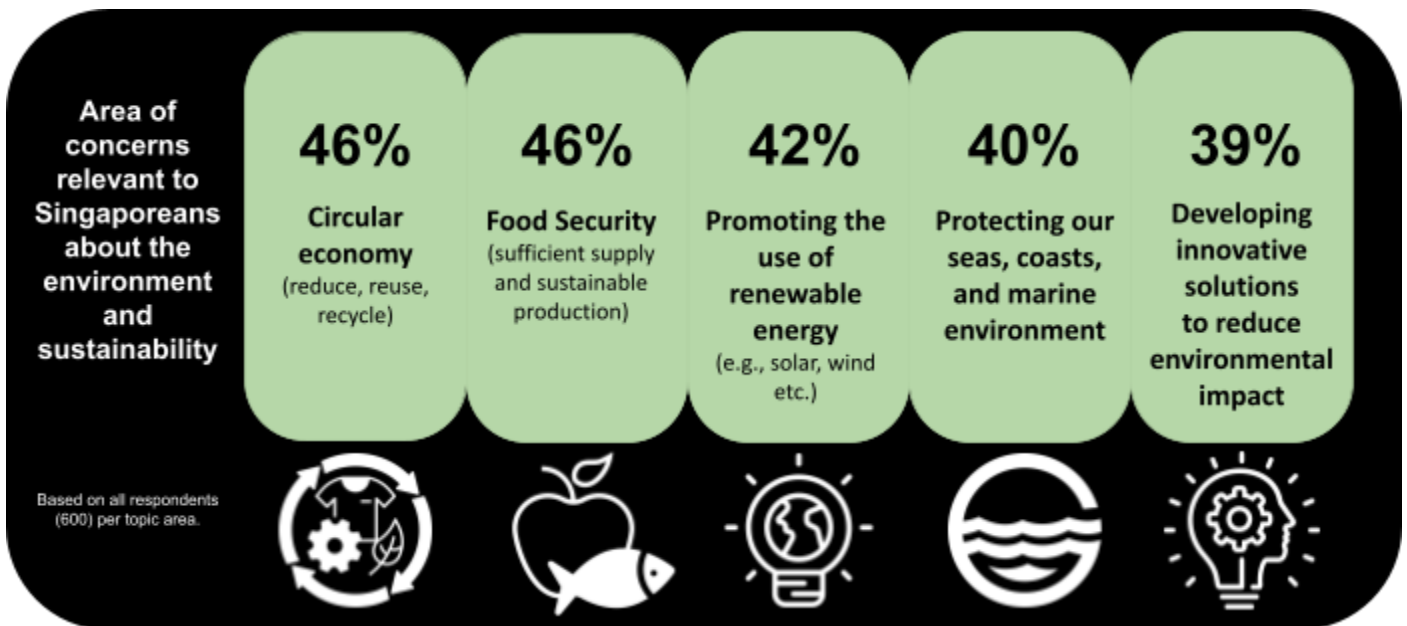 Area of
concerns
relevant to
Singaporeans
about the
environment
and
sustainability
Based on all respondents
(600) per topic area.
46%
Circular
economy
(reduce, reuse,
recycle)
46%
Food Security
(sufficient supply
and sustainable
production)
42%
Promoting the
use of
renewable
energy
(e.g., solar, wind
etc.)
40%
Protecting our
seas, coasts,
and marine
environment
39%
Developing
innovative
solutions
to reduce
environmental
impact